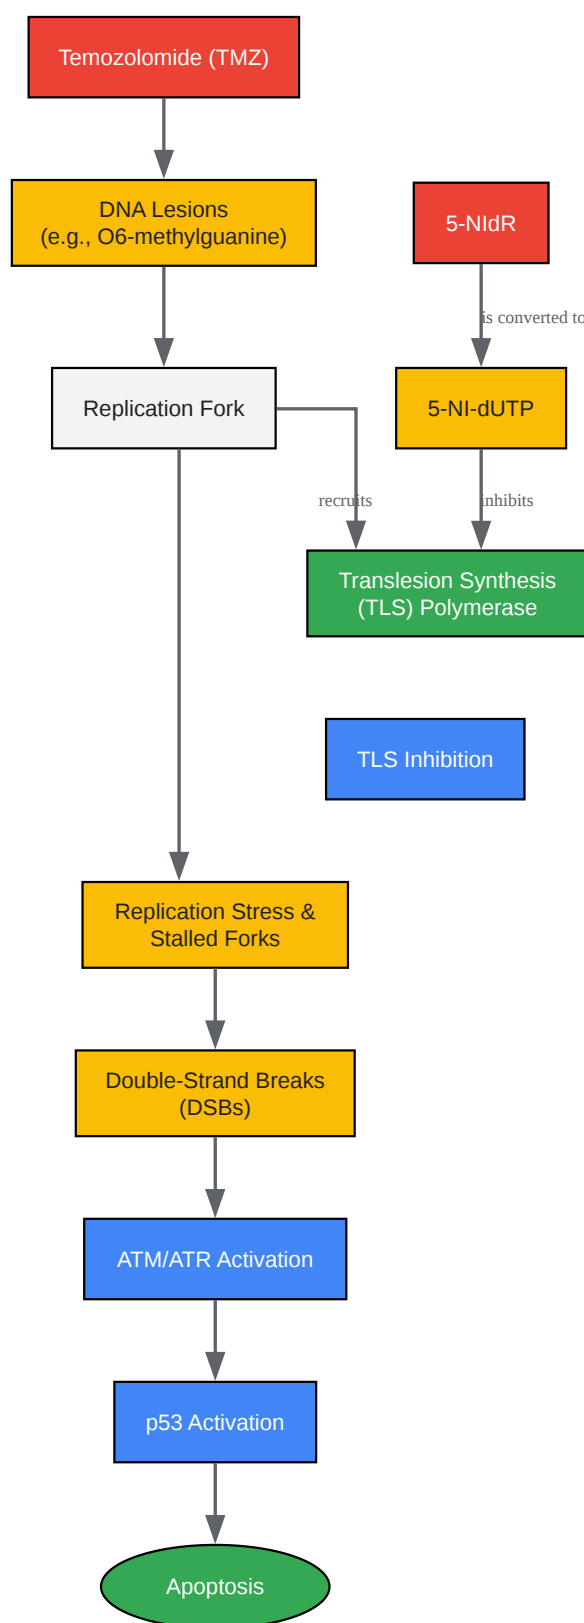 Temozolomide (TMZ)
DNA Lesions
(e.g., O6-methylguanine)
5-NIdR
is converted to
Replication Fork
5-NI-dUTP
recruits
inhibits
Translesion Synthesis
(TLS) Polymerase
TLS Inhibition
Replication Stress &
Stalled Forks
Double-Strand Breaks
(DSBs)
ATM/ATR Activation
p53 Activation
Apoptosis